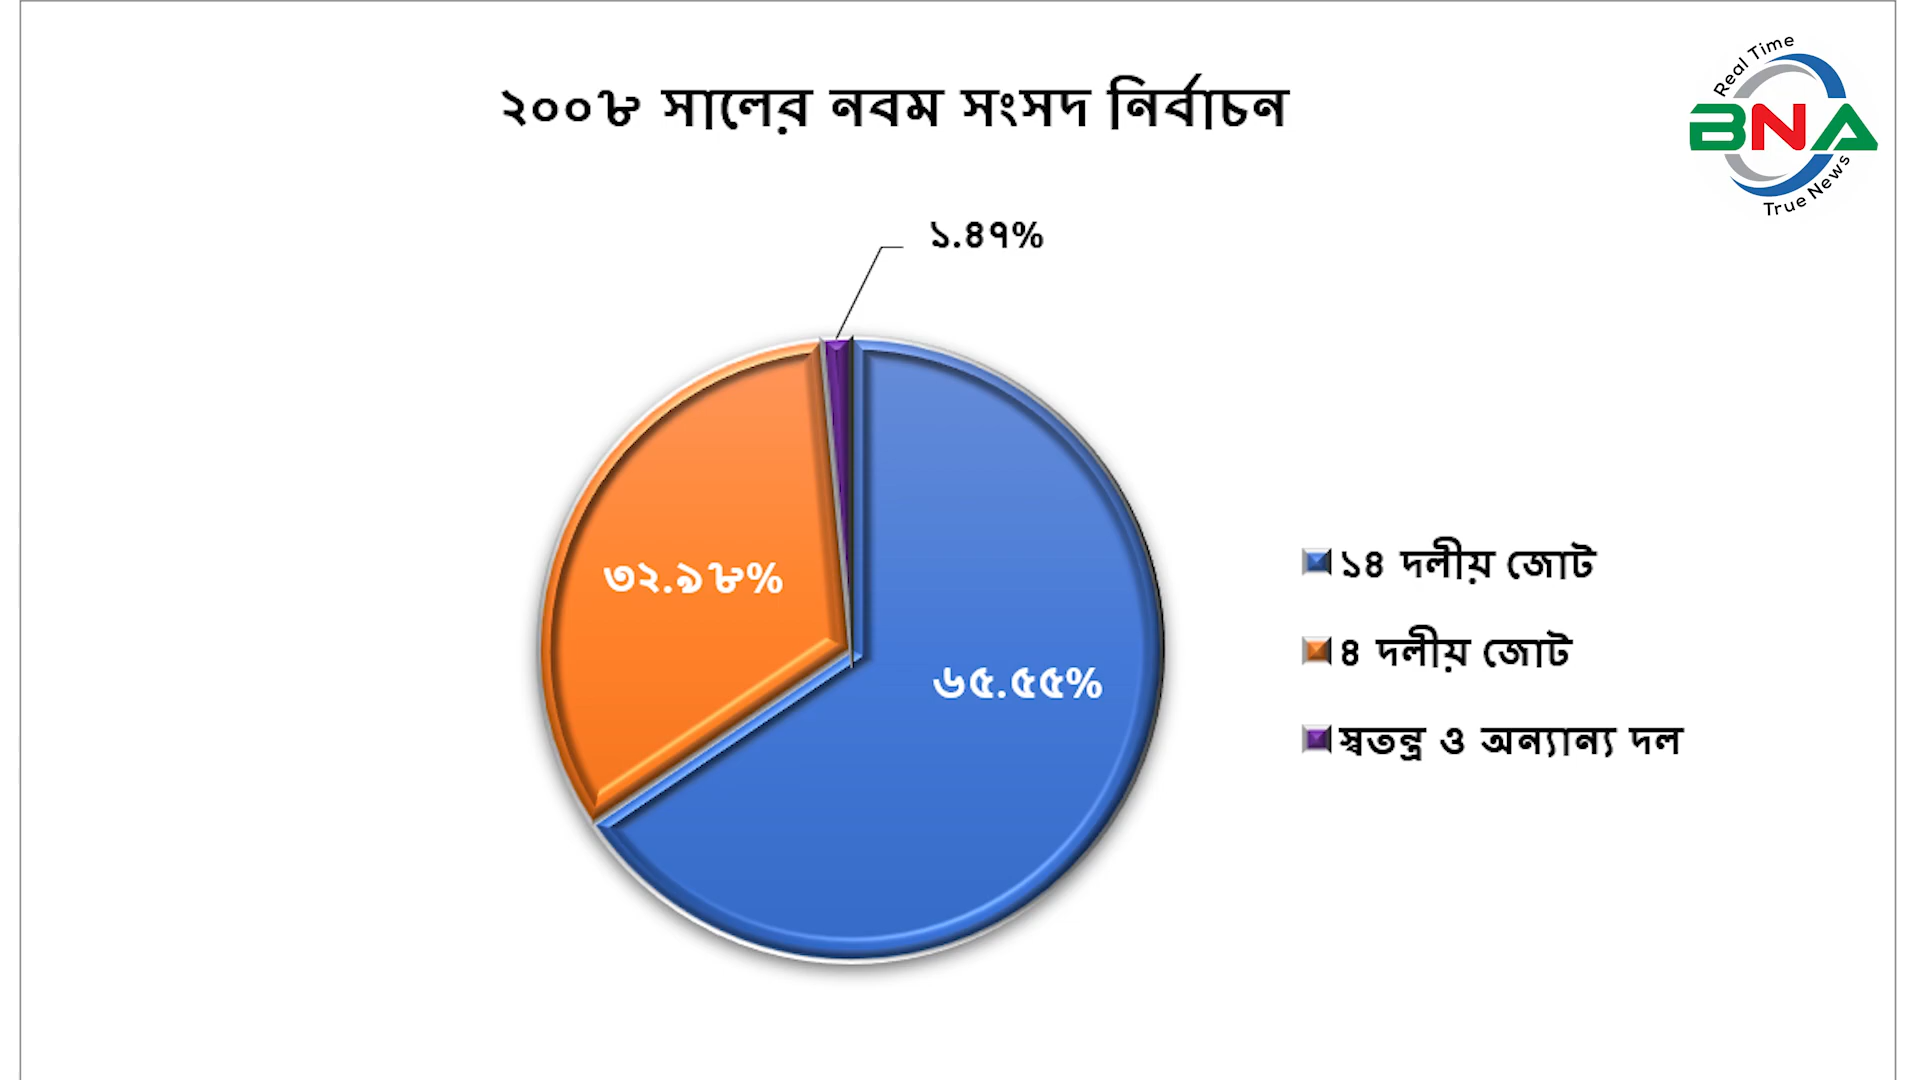 ২০০৮ সালের নবম সংসদ নির্বাচন
Real Time
BNA
True News
১.৪৭%
৩২.৯৮%
৬৫.৫৫%
১৪ দলীয় জোট
৪ দলীয় জোট
স্বতন্ত্র ও অন্যান্য দল